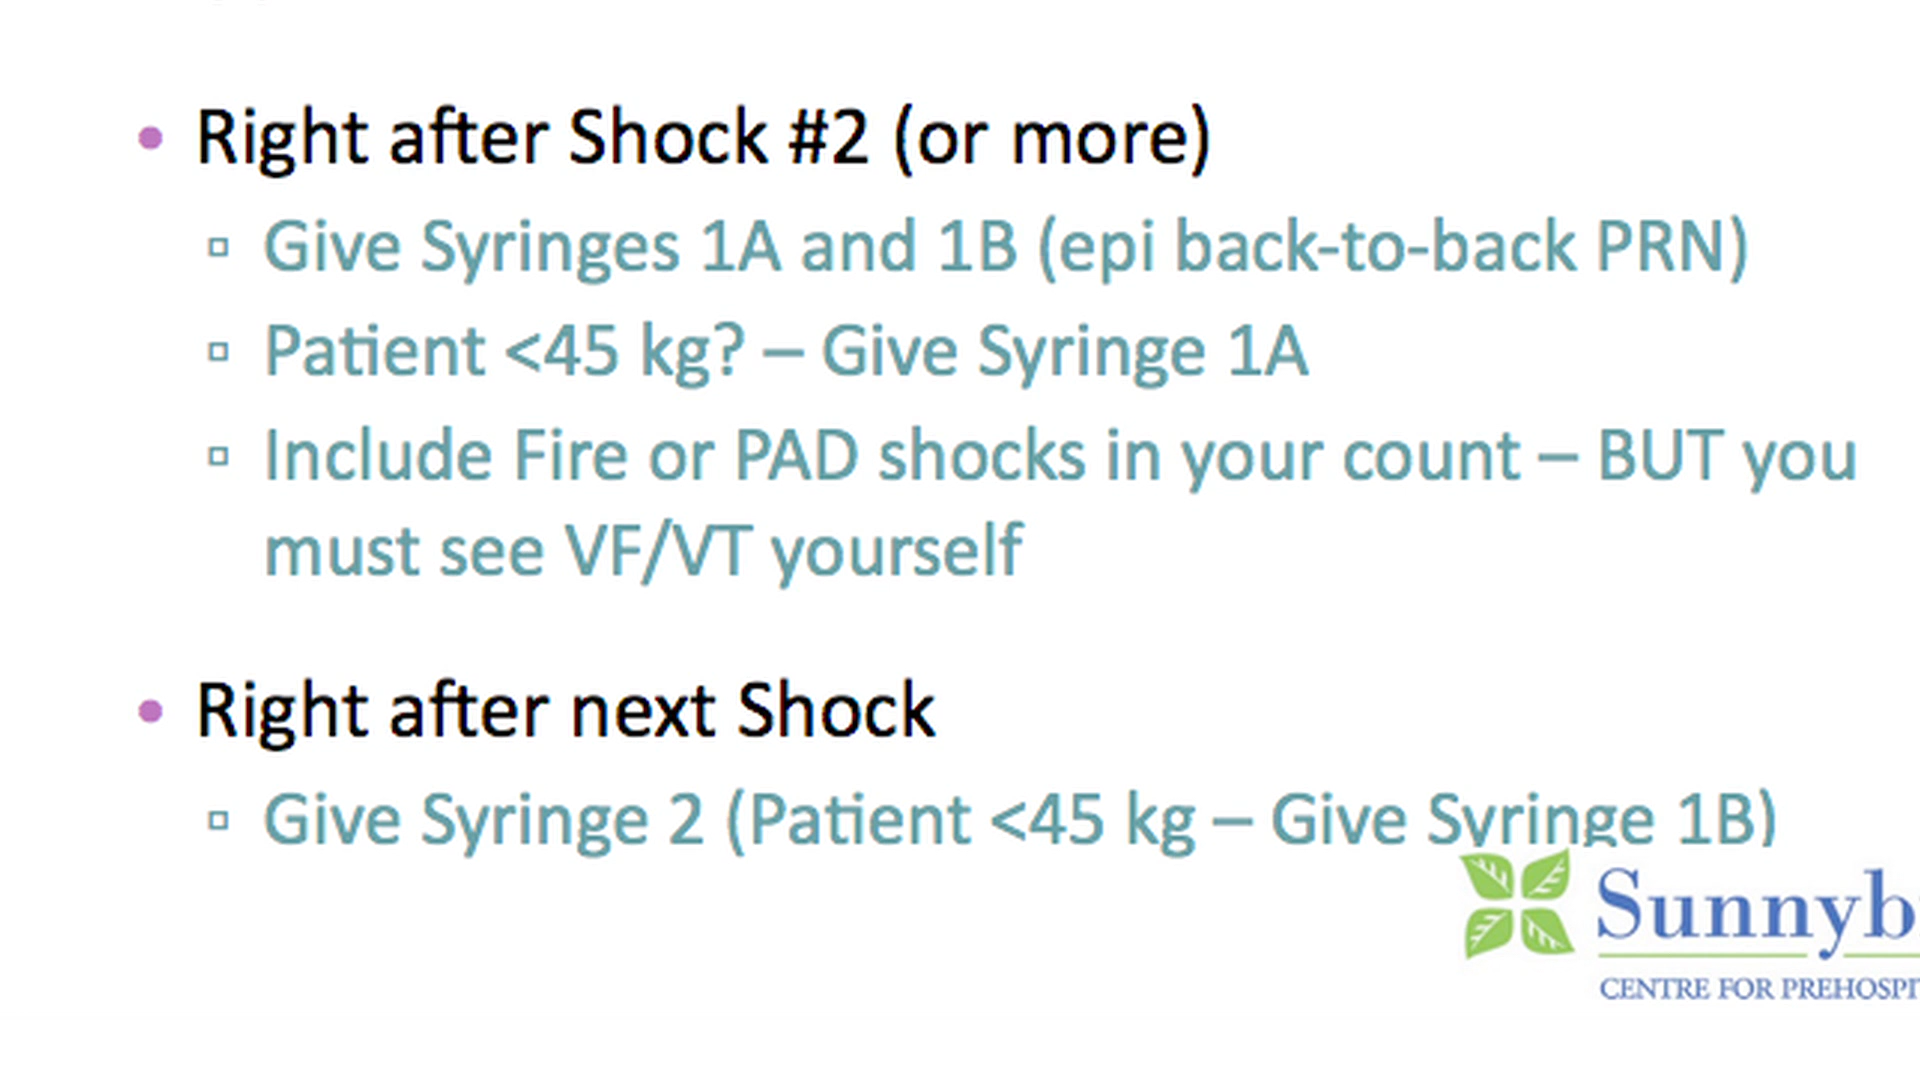 • Right after Shock #2 (or more)
▫ Give Syringes 1A and 1B (epi back-to-back PRN)
▫ Patient <45 kg? – Give Syringe 1A
▫ Include Fire or PAD shocks in your count – BUT you
must see VF/VT yourself
• Right after next Shock
▫ Give Syringe 2 (Patient <45 kg – Give Syringe 1B)
Sunnyb
CENTRE FOR PREHOSPI